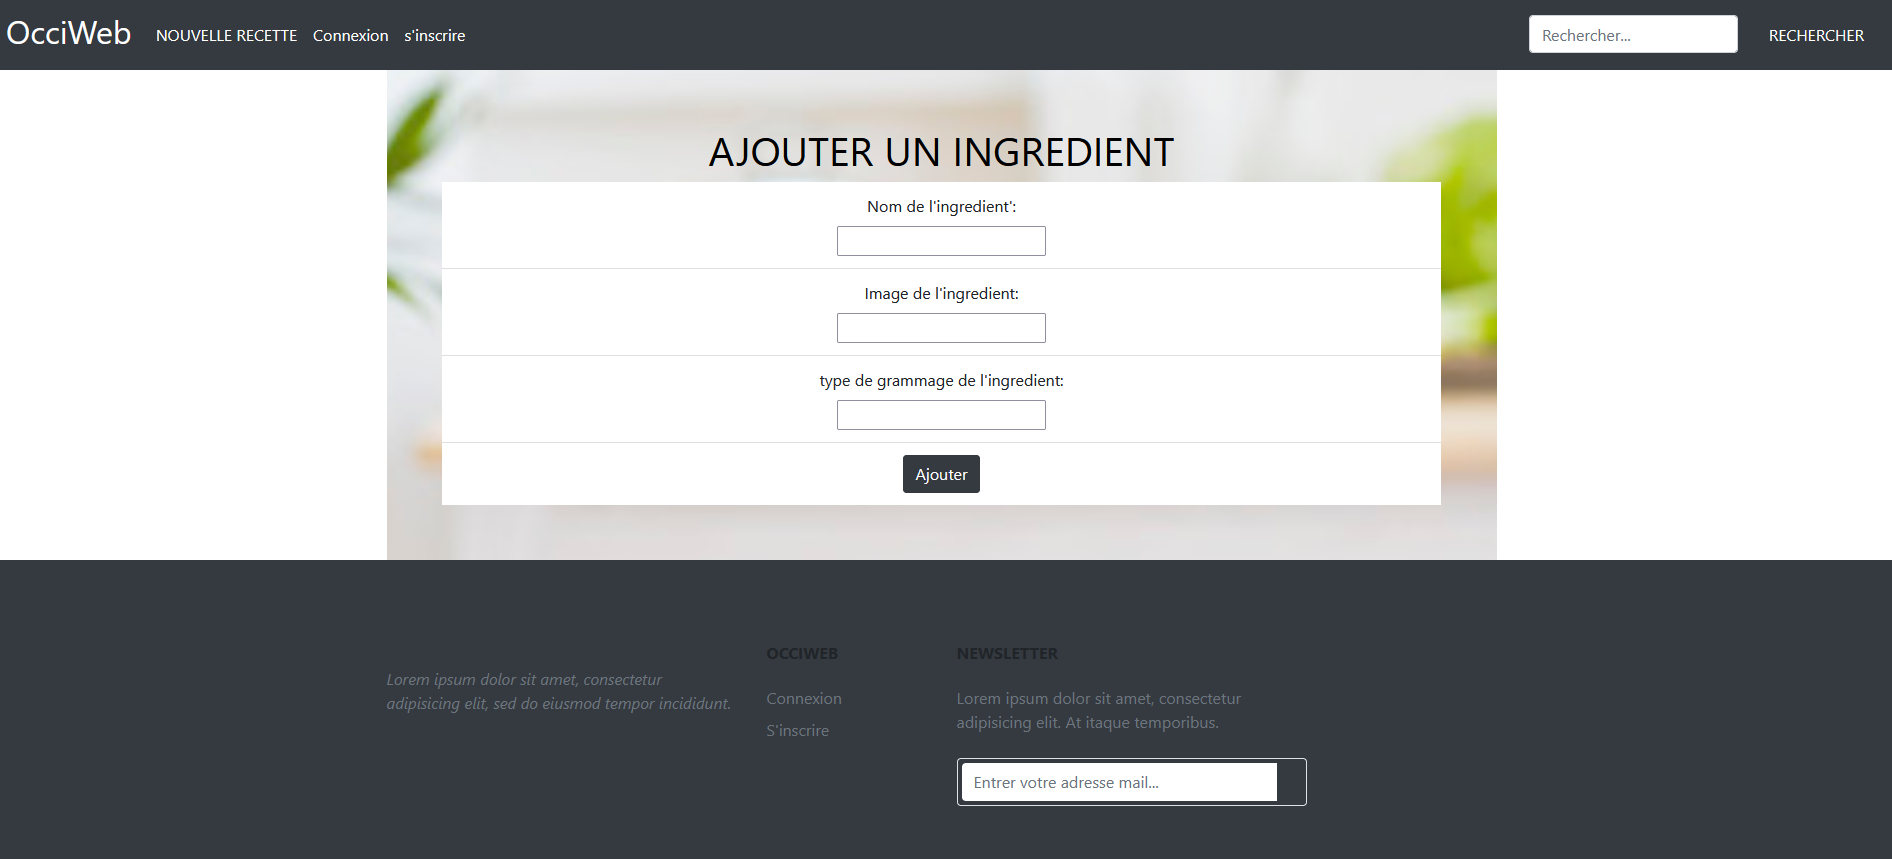 OcciWeb NOUVELLE RECETTE Connexion s'inscrire Rechercher... RECHERCHER
AJOUTER UN INGREDIENT
Nom de l'ingredient':
Image de l'ingredient:
type de grammage de l'ingredient:
Ajouter
Lorem ipsum dolor sit amet, consectetur
adipisicing elit, sed do eiusmod tempor incididunt.
OCCIWEB
Connexion
S'inscrire
NEWSLETTER
Lorem ipsum dolor sit amet, consectetur
adipisicing elit. At itaque temporibus.
Entrer votre adresse mail...